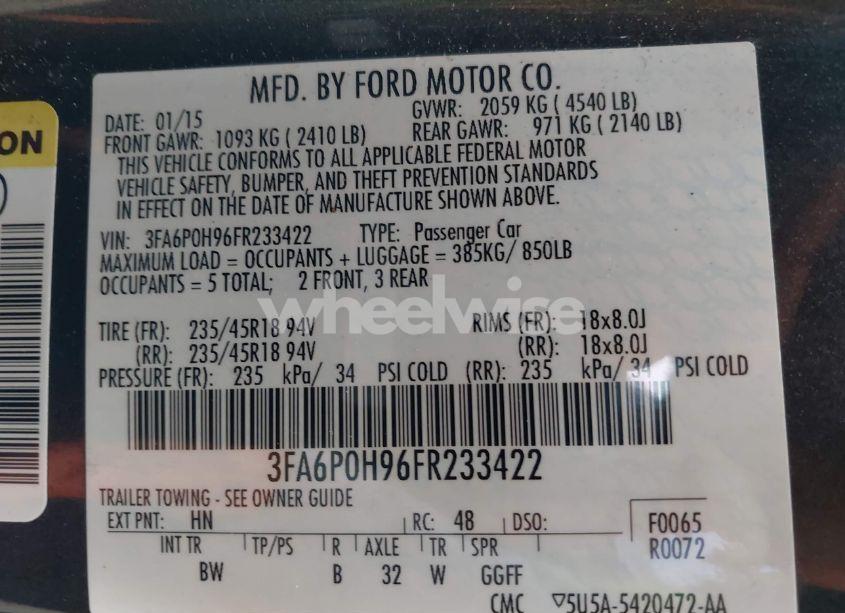 ON
MFD. BY FORD MOTOR CO.
DATE: 01/15 GVWR: 2059 KG ( 4540 LB)
FRONT GAWR: 1093 KG ( 2410 LB) REAR GAWR: 971 KG ( 2140 LB)
THIS VEHICLE CONFORMS TO ALL APPLICABLE FEDERAL MOTOR
VEHICLE SAFETY, BUMPER, AND THEFT PREVENTION STANDARDS
IN EFFECT ON THE DATE OF MANUFACTURE SHOWN ABOVE.
VIN: 3FA6P0H96FR233422 TYPE: Passenger Car
MAXIMUM LOAD = OCCUPANTS + LUGGAGE = 385KG/ 850LB
OCCUPANTS = 5 TOTAL; 2 FRONT, 3 REAR
wheelwise
TIRE (FR): 235/45R18 94V RIMS (FR): 18x8.0J
(RR): 235/45R18 94V (RR): 18x8.0J
PRESSURE (FR): 235 kPa/ 34 PSI COLD (RR): 235 kPa/ 34 PSI COLD
3FA6P0H96FR233422
TRAILER TOWING - SEE OWNER GUIDE
EXT PNT: HN RC: 48 DSO: F0065
R0072
INT TR TP/PS R AXLE TR SPR
BW B 32 W GGFF
CMC ▽5U5A-5420472-AA